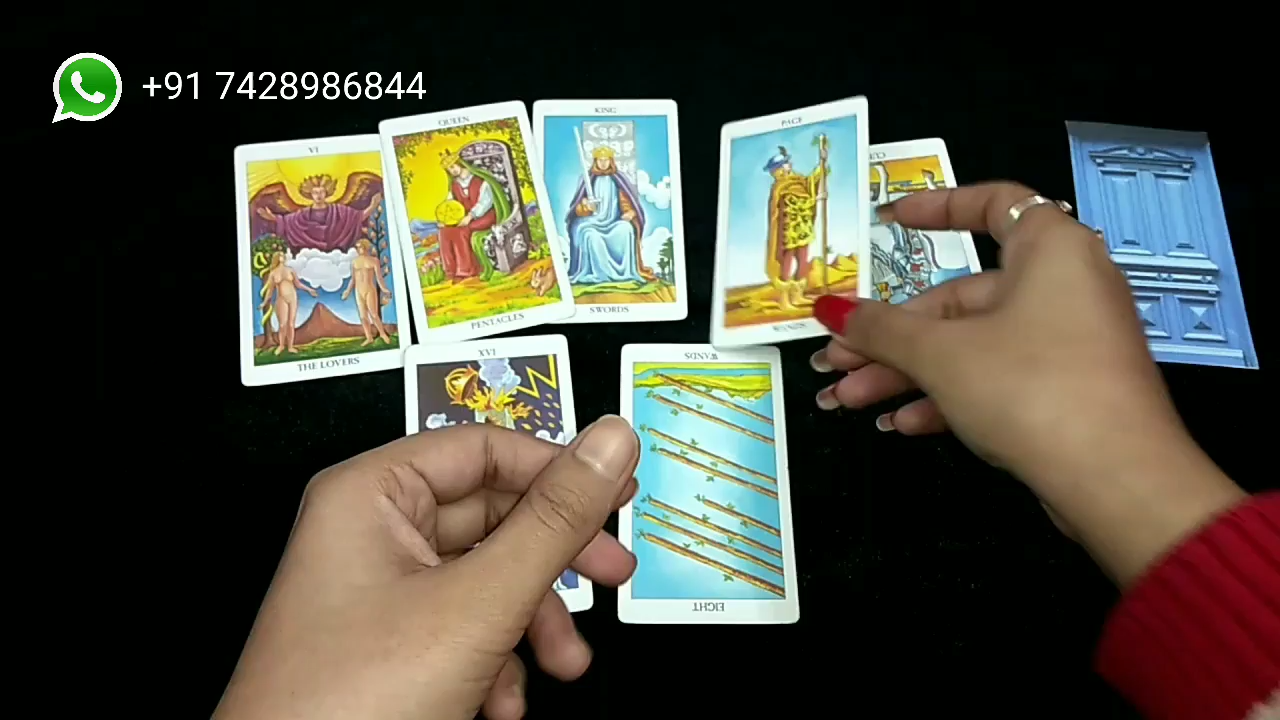 +91 7428986844
VI
THE LOVERS
QUEEN
PENTACLES
KING
SWORDS
PAGE
XVI
WANDS
EIGHT